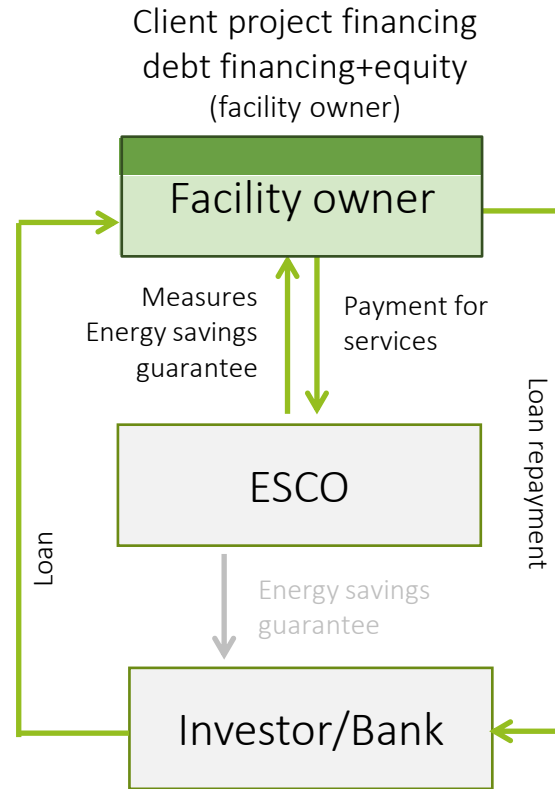 Client project financing
debt financing+equity
(facility owner)
Facility owner
Measures
Energy savings
guarantee
Payment for
services
ESCO
Loan
Loan repayment
Energy savings
guarantee
Investor/Bank